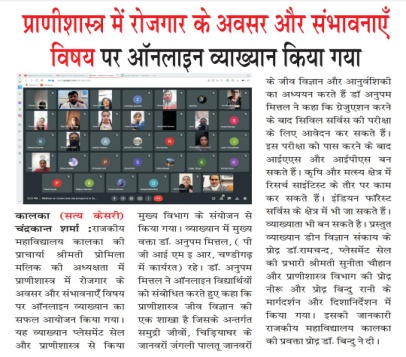 प्राणीशास्त्र में रोजगार के अवसर और संभावनाएँ
विषय पर ऑनलाइन व्याख्यान किया गया
कालका (सत्य केसरी)
चंद्रकान्त शर्मा :राजकीय
महाविद्यालय कालका की
प्राचार्या श्रीमती प्रोमिला
मलिक की अध्यक्षता में
प्राणीशास्त्र में रोजगार के
अवसर और संभावनाएँ विषय
पर ऑनलाइन व्याख्यान का
सफल आयोजन किया गया।
यह व्याख्यान प्लेसमेंट सेल
और प्राणीशास्त्र से किया
मुख्य विभाग के संयोजन से
किया गया। व्याख्यान में मुख्य
वक्ता डॉ. अनुपम मित्तल, ( पी
जी आई एम इ आर, चण्डीगढ़
में कार्यरत) रहे। डॉ. अनुपम
मित्तल ने ऑनलाइन विद्यार्थियों
को संबोधित करते हुए कहा कि
प्राणीशास्त्र जीव विज्ञान की
एक शाखा है जिसके अन्तर्गत
समुद्री जीवों, चिड़ियाघर के
जानवरों जंगली पालतू जानवरों
के जीव विज्ञान और आनुवंशिकी
का अध्ययन करते हैं डॉ अनुपम
मित्तल ने कहा कि ग्रेजुएशन करने
के बाद सिविल सर्विस की परीक्षा
के लिए आवेदन कर सकते हैं।
इस परीक्षा को पास करने के बाद
आईएएस और आईपीएस बन
सकते हैं। कृषि और मत्स्य क्षेत्र में
रिसर्च साइंटिस्ट के तौर पर काम
कर सकते हैं। इंडियन फॉरेस्ट
सर्विस के क्षेत्र में भी जा सकते हैं।
व्याख्याता भी बन सकते है। प्रस्तुत
व्याख्यान डीन विज्ञान संकाय के
प्रोद्ध डॉ.रामचन्द, प्लेसमेंट सेल
की प्रभारी श्रीमती सुनीता चौहान
और प्राणीशास्त्र विभाग की प्रोद्ध
नीरू और प्रोद्ध बिन्दु रानी के
मार्गदर्शन और दिशानिर्देशन में
किया गया। इसकी जानकारी
राजकीय महाविद्यालय कालका
की प्रवक्ता प्रोद्ध डॉ. बिन्दु ने दी।